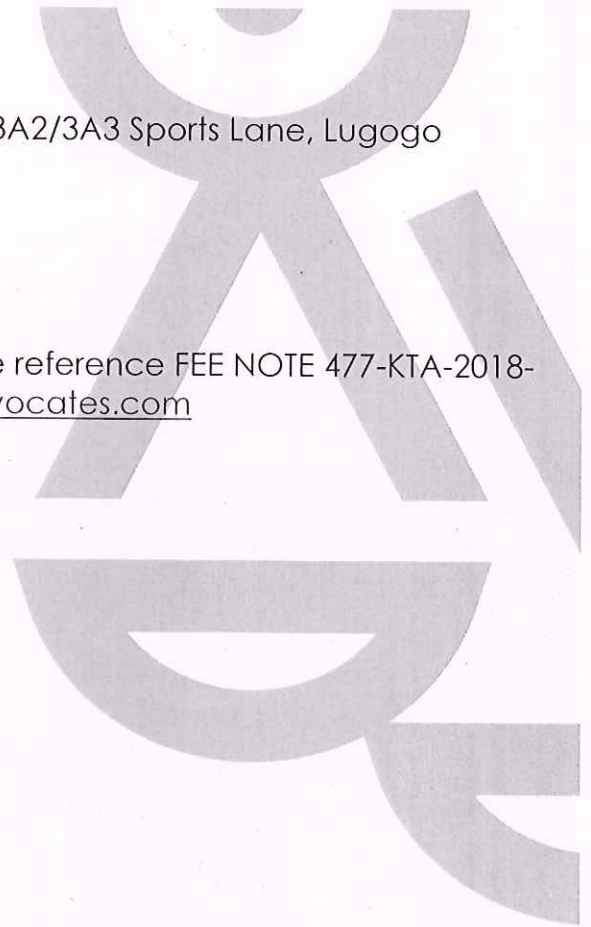 3A2/3A3 Sports Lane, Lugogo
reference FEE NOTE 477-KTA-2018-
vocates.com